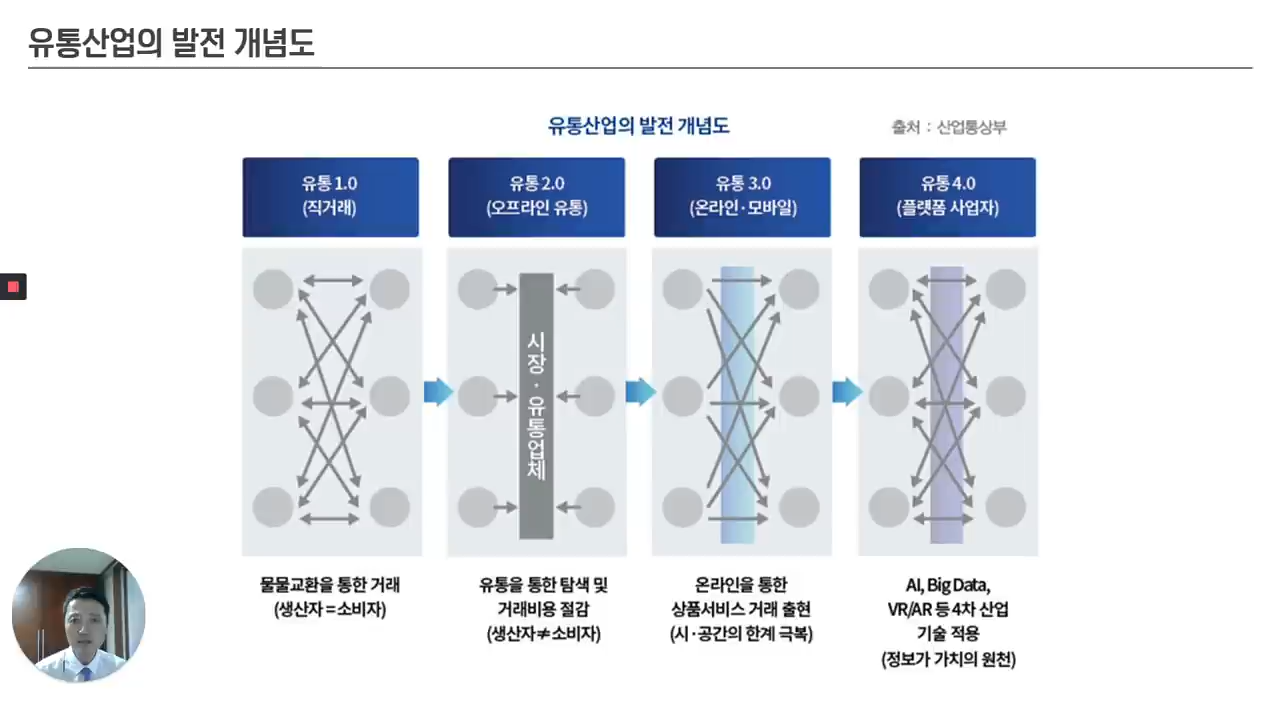 유통산업의 발전 개념도
유통산업의 발전 개념도
출처 : 산업통상부
유통 1.0
(직거래)
유통 2.0
(오프라인 유통)
유통 3.0
(온라인·모바일)
유통 4.0
(플랫폼 사업자)
시장·유통업체
물물교환을 통한 거래
(생산자 = 소비자)
유통을 통한 탐색 및
거래비용 절감
(생산자 ≠ 소비자)
온라인을 통한
상품서비스 거래 출현
(시·공간의 한계 극복)
AI, Big Data,
VR/AR 등 4차 산업
기술 적용
(정보가 가치의 원천)